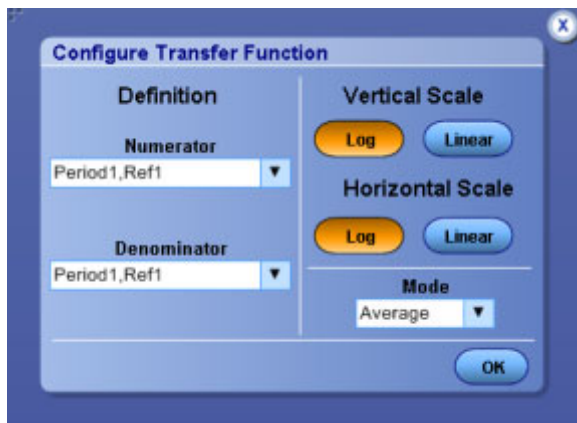 X
Configure Transfer Function
Definition
Numerator
Period1,Ref1
Denominator
Period1,Ref1
Vertical Scale
Log Linear
Horizontal Scale
Log Linear
Mode
Average
OK